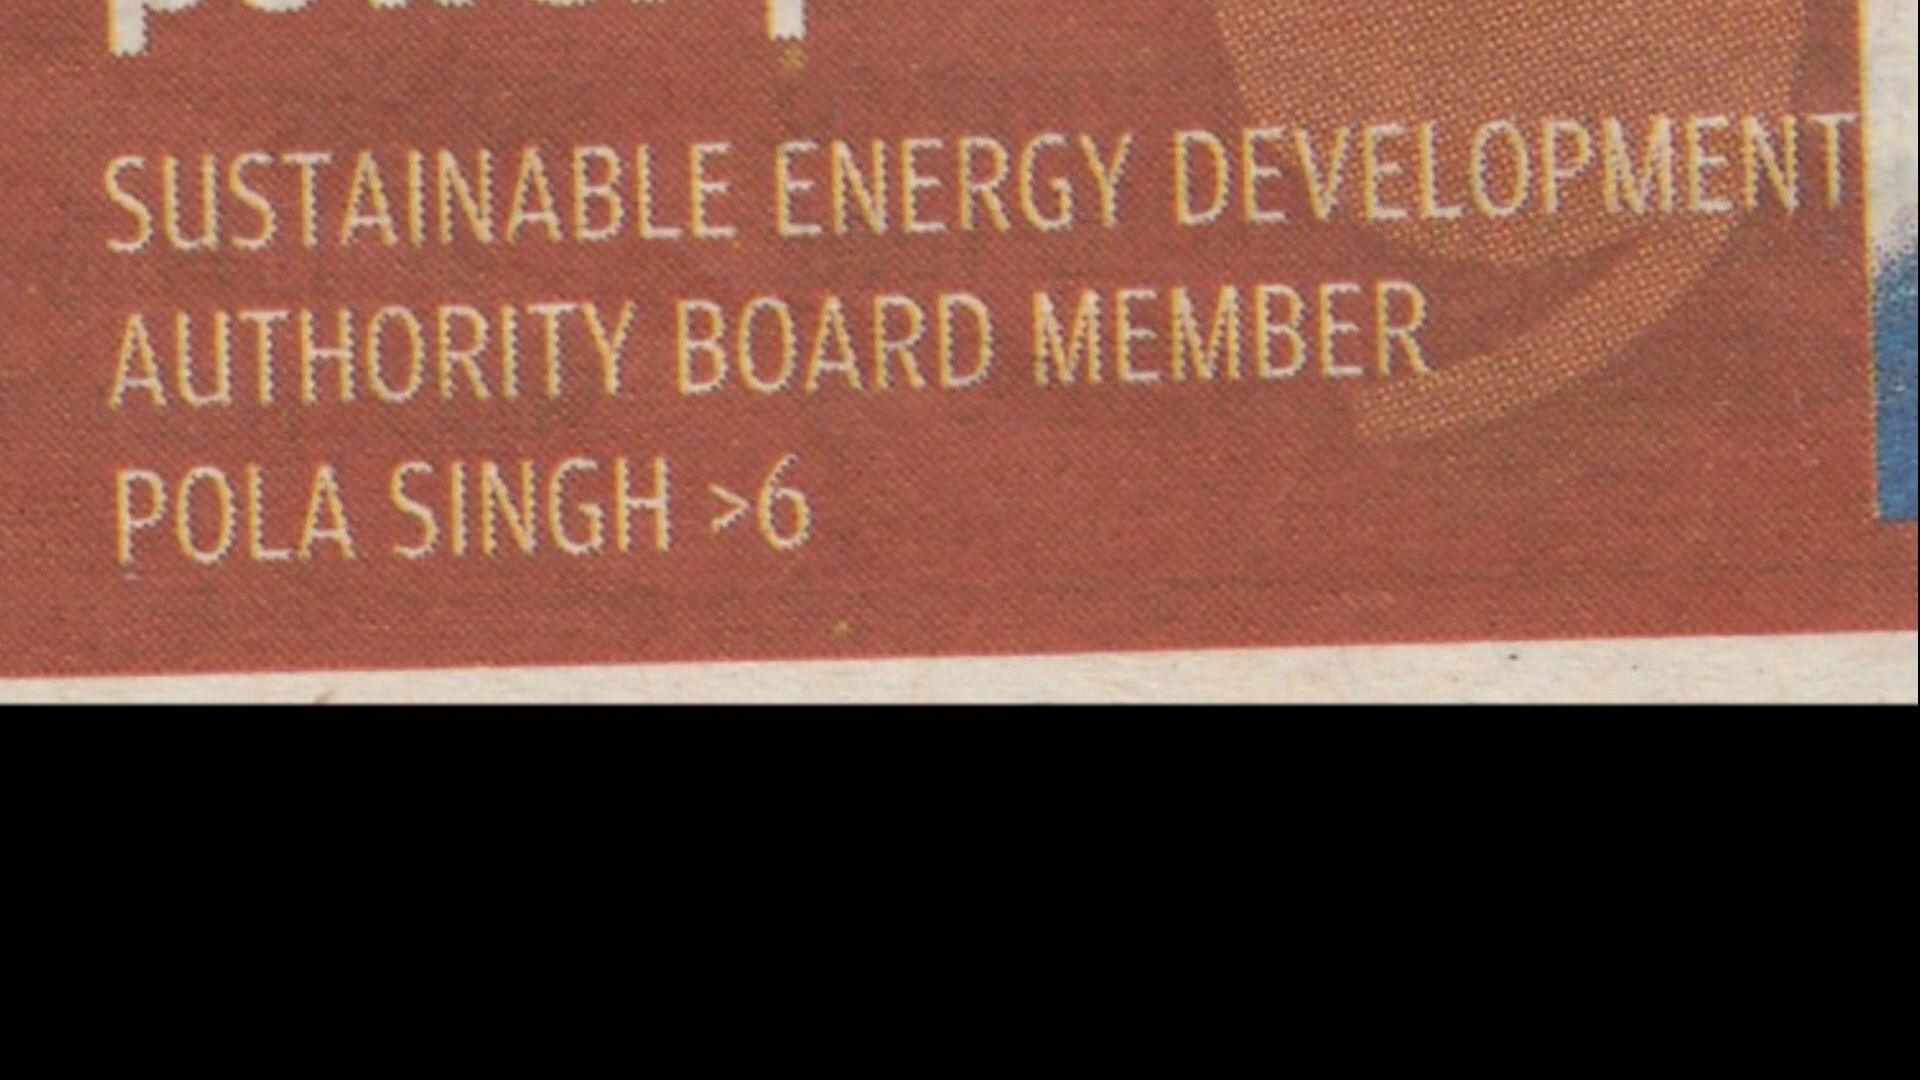 SUSTAINABLE ENERGY DEVELOPMENT
AUTHORITY BOARD MEMBER
POLA SINGH >6